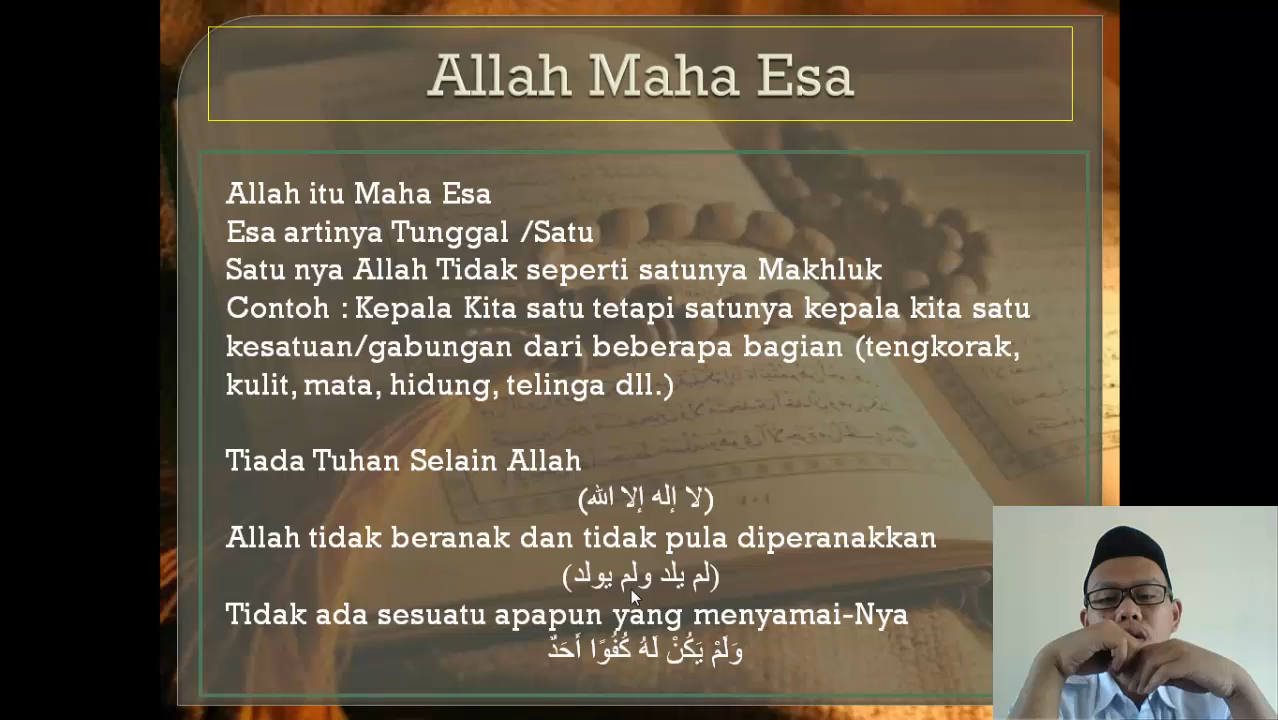 Allah Maha Esa
Allah itu Maha Esa
Esa artinya Tunggal /Satu
Satu nya Allah Tidak seperti satunya Makhluk
Contoh : Kepala Kita satu tetapi satunya kepala kita satu
kesatuan/gabungan dari beberapa bagian (tengkorak,
kulit, mata, hidung, telinga dll.)
Tiada Tuhan Selain Allah
(لا إله إلا الله)
Allah tidak beranak dan tidak pula diperanakkan
(لم يلد ولم يولد)
Tidak ada sesuatu apapun yang menyamai-Nya
وَلَمْ يَكُنْ لَهُ كُفُوًا أَحَدٌ